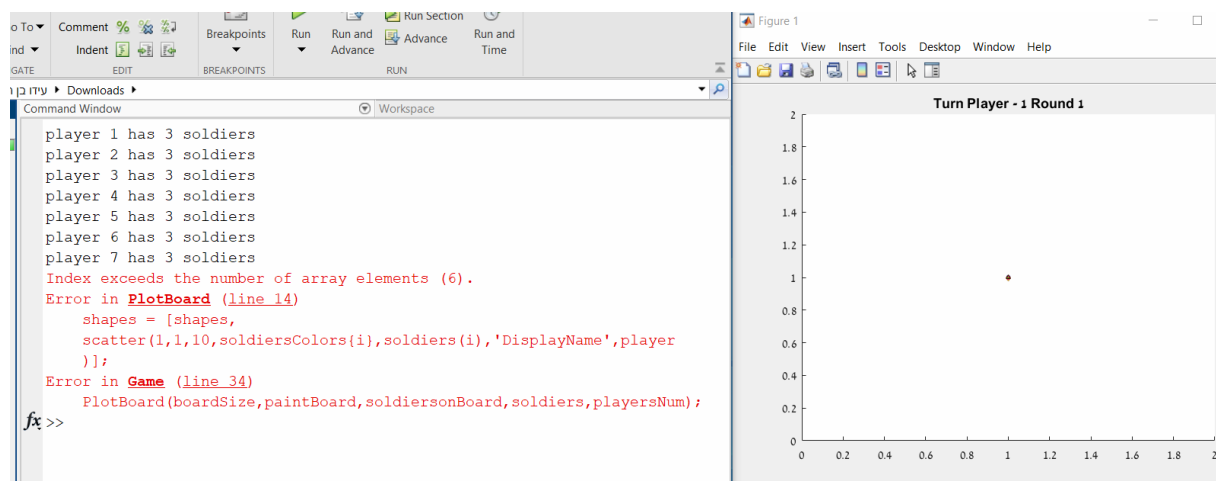 o To Comment
Indent
GATE EDIT
Breakpoints
BREAKPOINTS
Run
Run and
Advance
Run Section
Advance
Run and
Time
RUN
עידו בן Downloads
Command Window
Workspace
player 1 has 3 soldiers
player 2 has 3 soldiers
player 3 has 3 soldiers
player 4 has 3 soldiers
player 5 has 3 soldiers
player 6 has 3 soldiers
player 7 has 3 soldiers
Index exceeds the number of array elements (6).
Error in PlotBoard (line 14)
shapes = [shapes,
scatter(1,1,10,soldiersColors{i},soldiers(i),'DisplayName',player
)];
Error in Game (line 34)
PlotBoard(boardSize,paintBoard,soldiersonBoard,soldiers,playersNum);
fx >>
Figure 1
File Edit View Insert Tools Desktop Window Help
Turn Player - 1 Round 1
2
1.8
1.6
1.4
1.2
1
0.8
0.6
0.4
0.2
0
0 0.2 0.4 0.6 0.8 1 1.2 1.4 1.6 1.8 2